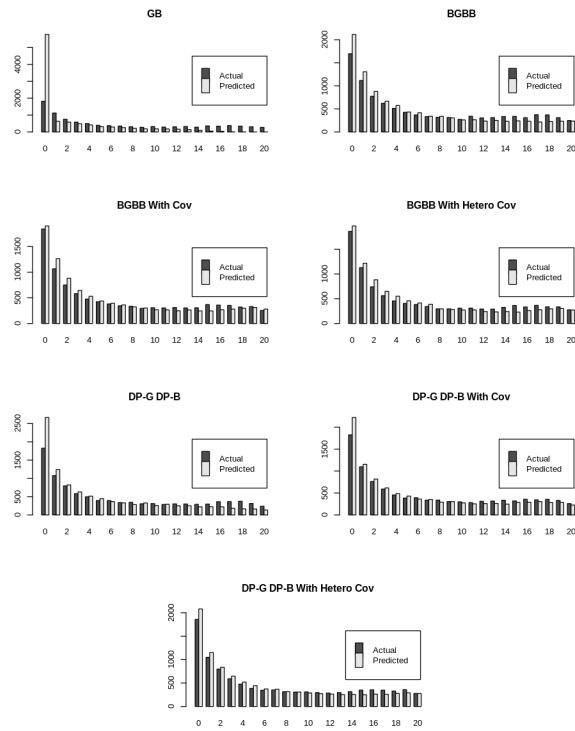 GB
Actual
Predicted
0 2000 4000
0 2 4 6 8 10 12 14 16 18 20
BGBB
Actual
Predicted
0 500 1000 2000
0 2 4 6 8 10 12 14 16 18 20
BGBB With Cov
Actual
Predicted
0 500 1000 1500
0 2 4 6 8 10 12 14 16 18 20
BGBB With Hetero Cov
Actual
Predicted
0 500 1000
0 2 4 6 8 10 12 14 16 18 20
DP-G DP-B
Actual
Predicted
0 500 1500 2500
0 2 4 6 8 10 12 14 16 18 20
DP-G DP-B With Cov
Actual
Predicted
0 500 1500
0 2 4 6 8 10 12 14 16 18 20
DP-G DP-B With Hetero Cov
Actual
Predicted
0 500 1000 2000
0 2 4 6 8 10 12 14 16 18 20